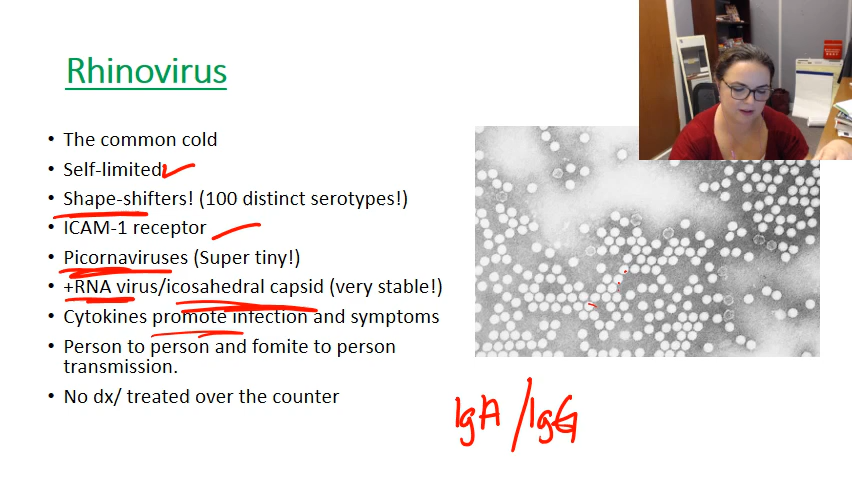 Rhinovirus
• The common cold
• Self-limited
• Shape-shifters! (100 distinct serotypes!)
• ICAM-1 receptor
• Picornaviruses (Super tiny!)
• +RNA virus/icosahedral capsid (very stable!)
• Cytokines promote infection and symptoms
• Person to person and fomite to person
transmission.
• No dx/ treated over the counter
IgA/IgG